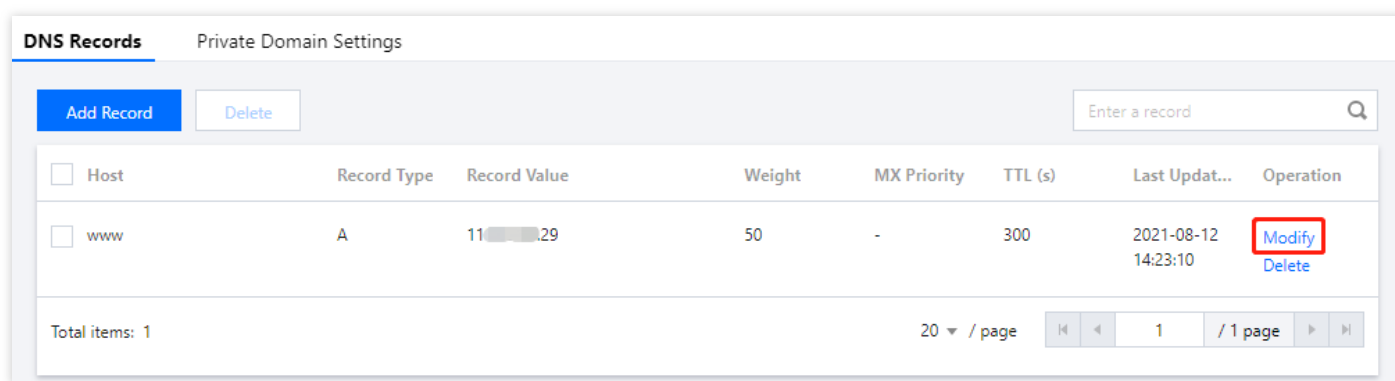 DNS Records Private Domain Settings
Add Record Delete Enter a record
Host Record Type Record Value Weight MX Priority TTL (s) Last Updat... Operation
www A 11 .29 50 - 300 2021-08-12 Modify
14:23:10 Delete
Total items: 1 20 / page 1 / 1 page